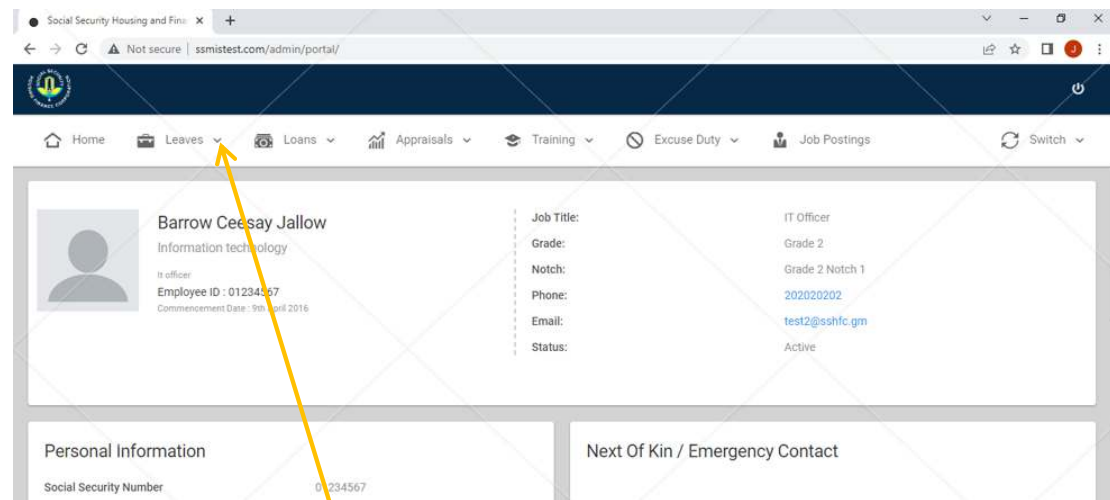 Social Security Housing and Fina
Not secure | ssmistest.com/admin/portal/
Home Leaves Loans Appraisals Training Excuse Duty Job Postings Switch
Barrow Ceesay Jallow
Information technology
It officer
Employee ID : 01234567
Commencement Date : 9th April 2016
Job Title: IT Officer
Grade: Grade 2
Notch: Grade 2 Notch 1
Phone: 202020202
Email: test2@sshfc.gm
Status: Active
Personal Information
Social Security Number 01234567
Next Of Kin / Emergency Contact